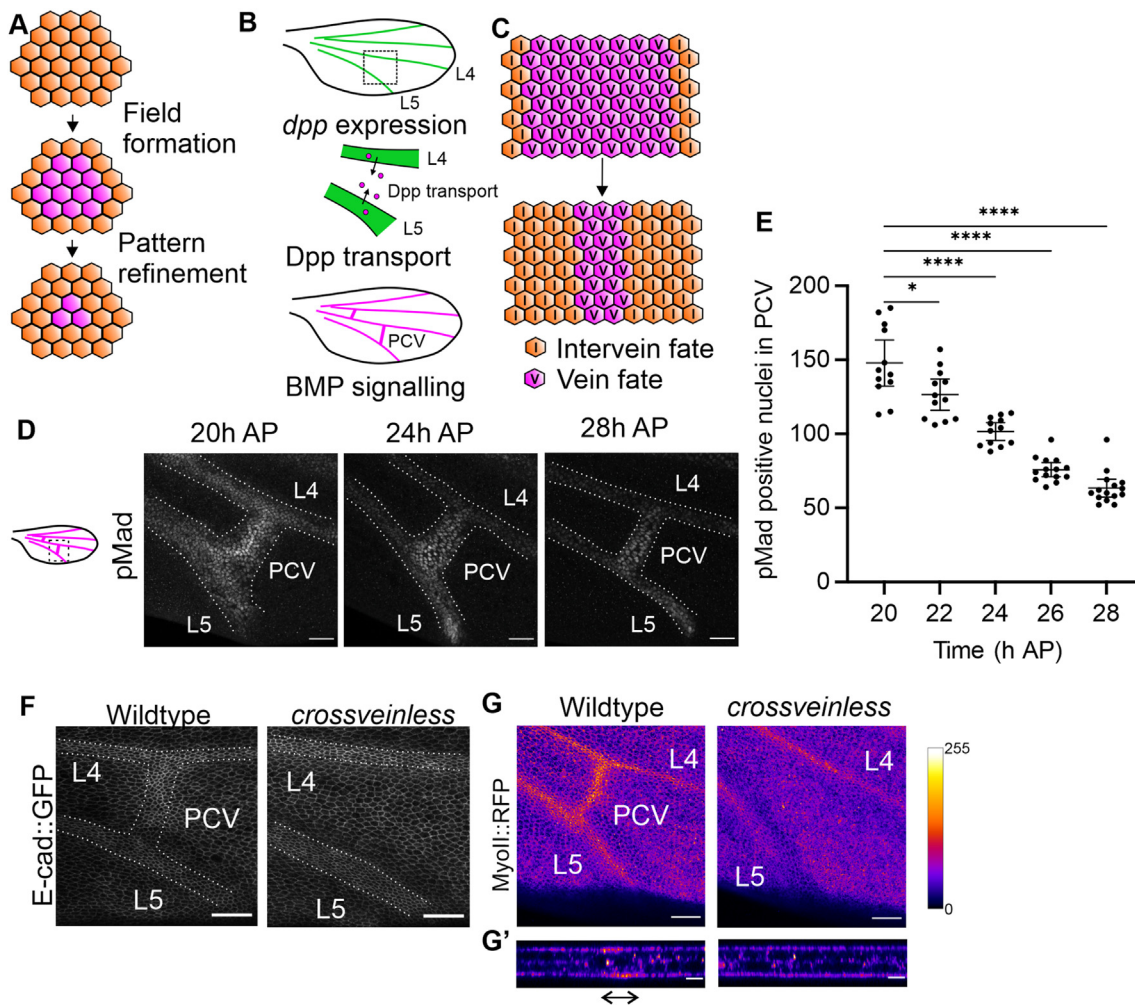 A
Field
formation
Pattern
refinement
B
L4
L5
dpp expression
L4
Dpp transport
L5
Dpp transport
PCV
BMP signalling
C
I V V V V V V V I
I Intervein fate
V Vein fate
D
20h AP
24h AP
28h AP
pMad
L4
PCV
L5
L4
PCV
L5
L4
PCV
L5
E
****
****
****
*
pMad positive nuclei in PCV
200
150
100
50
0
20 22 24 26 28
Time (h AP)
F
Wildtype
crossveinless
E-cad::GFP
L4
PCV
L5
L4
L5
G
Wildtype
crossveinless
MyoII::RFP
L4
PCV
L5
L4
L5
255
0
G'